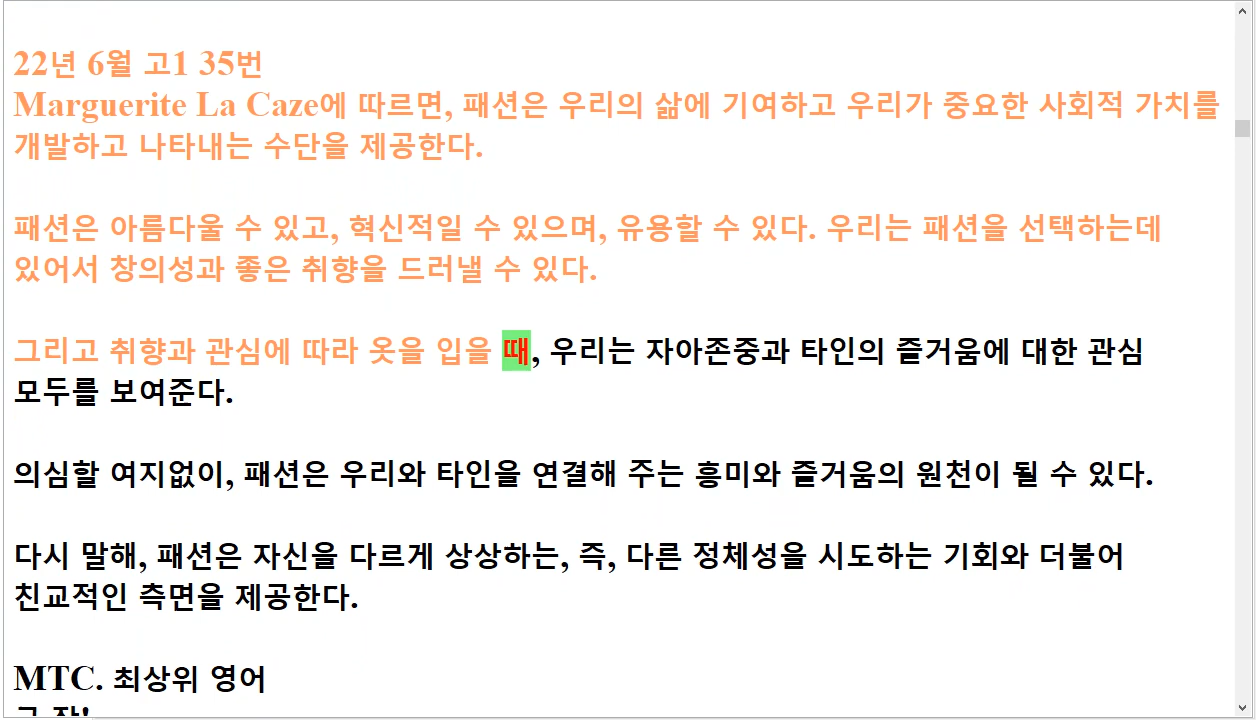 22년 6월 고1 35번
Marguerite La Caze에 따르면, 패션은 우리의 삶에 기여하고 우리가 중요한 사회적 가치를
개발하고 나타내는 수단을 제공한다.
패션은 아름다울 수 있고, 혁신적일 수 있으며, 유용할 수 있다. 우리는 패션을 선택하는데
있어서 창의성과 좋은 취향을 드러낼 수 있다.
그리고 취향과 관심에 따라 옷을 입을 때, 우리는 자아존중과 타인의 즐거움에 대한 관심
모두를 보여준다.
의심할 여지없이, 패션은 우리와 타인을 연결해 주는 흥미와 즐거움의 원천이 될 수 있다.
다시 말해, 패션은 자신을 다르게 상상하는, 즉, 다른 정체성을 시도하는 기회와 더불어
친교적인 측면을 제공한다.
MTC. 최상위 영어